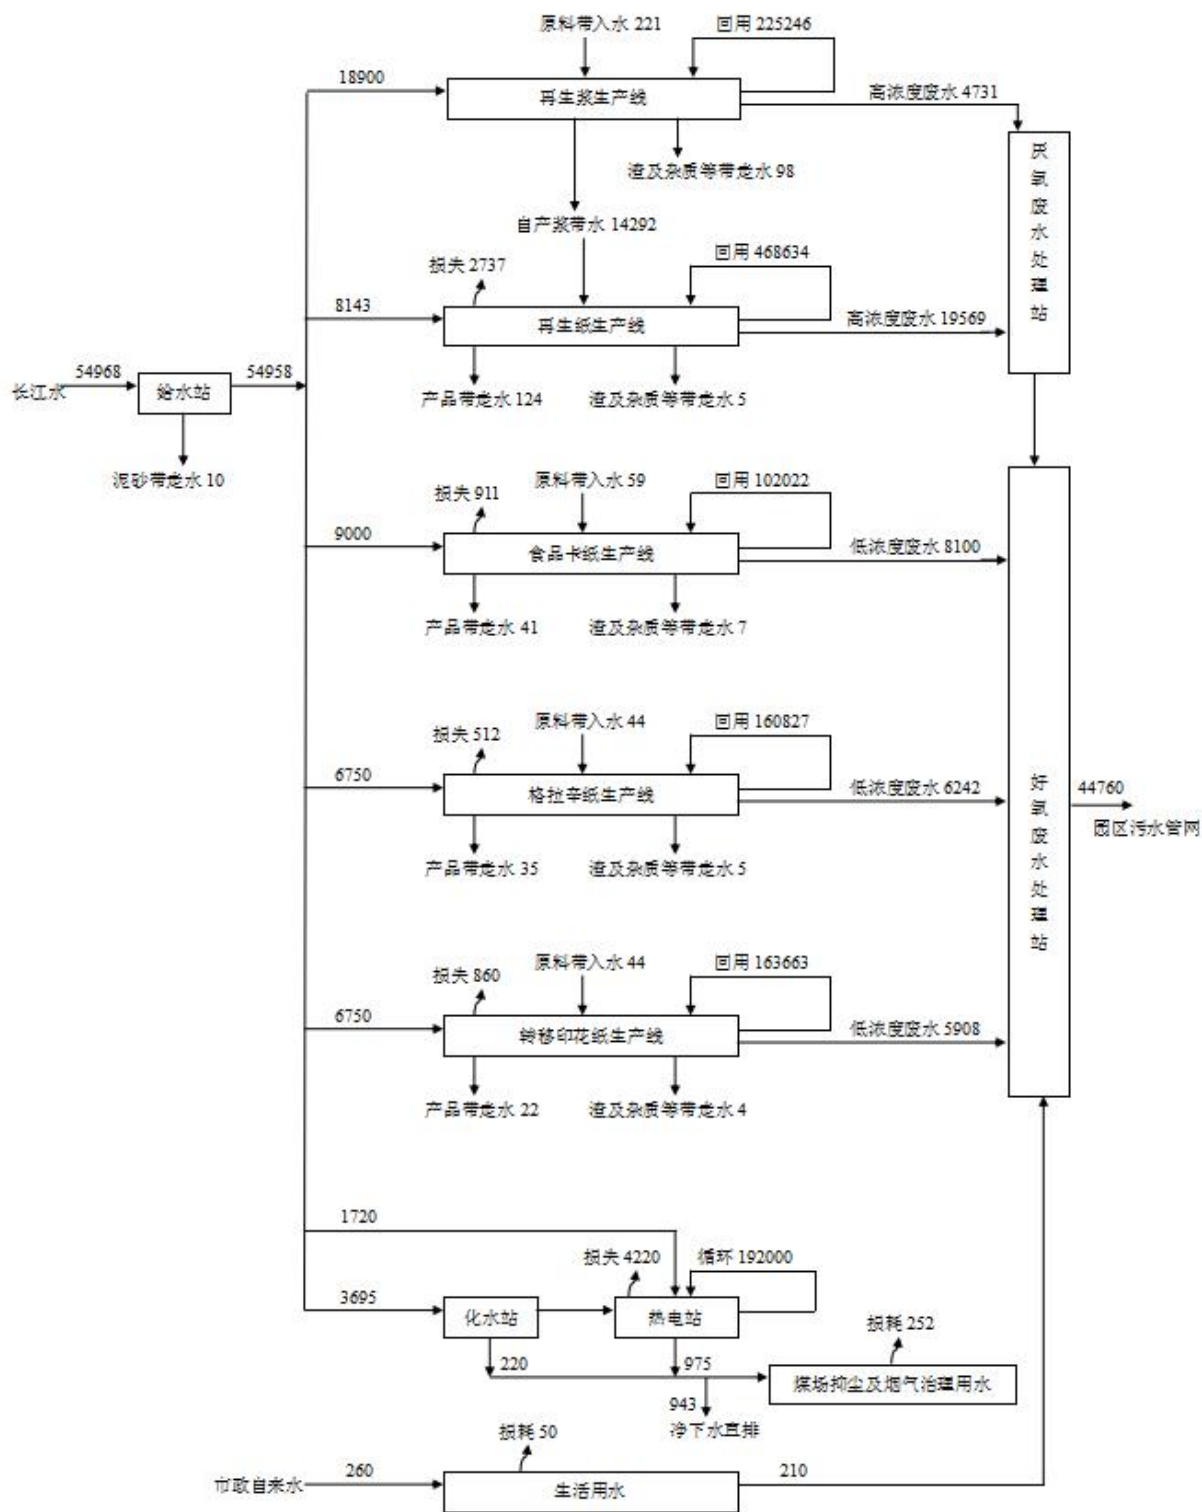 原料带入水 221
回用 225246
18900
再生浆生产线
高浓度废水 4731
渣及杂质等带走水 98
厌氧废水处理站
自产浆带水 14292
损失 2737
回用 468634
8143
再生纸生产线
高浓度废水 19569
长江水
54968
给水站
54958
产品带走水 124
渣及杂质等带走水 5
泥砂带走水 10
损失 911
原料带入水 59
回用 102022
9000
食品卡纸生产线
低浓度废水 8100
产品带走水 41
渣及杂质等带走水 7
损失 512
原料带入水 44
回用 160827
6750
格拉辛纸生产线
低浓度废水 6242
好氧废水处理站
44760
园区污水管网
产品带走水 35
渣及杂质等带走水 5
损失 860
原料带入水 44
回用 163663
6750
转移印花纸生产线
低浓度废水 5908
产品带走水 22
渣及杂质等带走水 4
1720
损失 4220
循环 192000
3695
化水站
热电站
损耗 252
220
975
煤场抑尘及烟气治理用水
943
净下水直排
损耗 50
市政自来水
260
生活用水
210